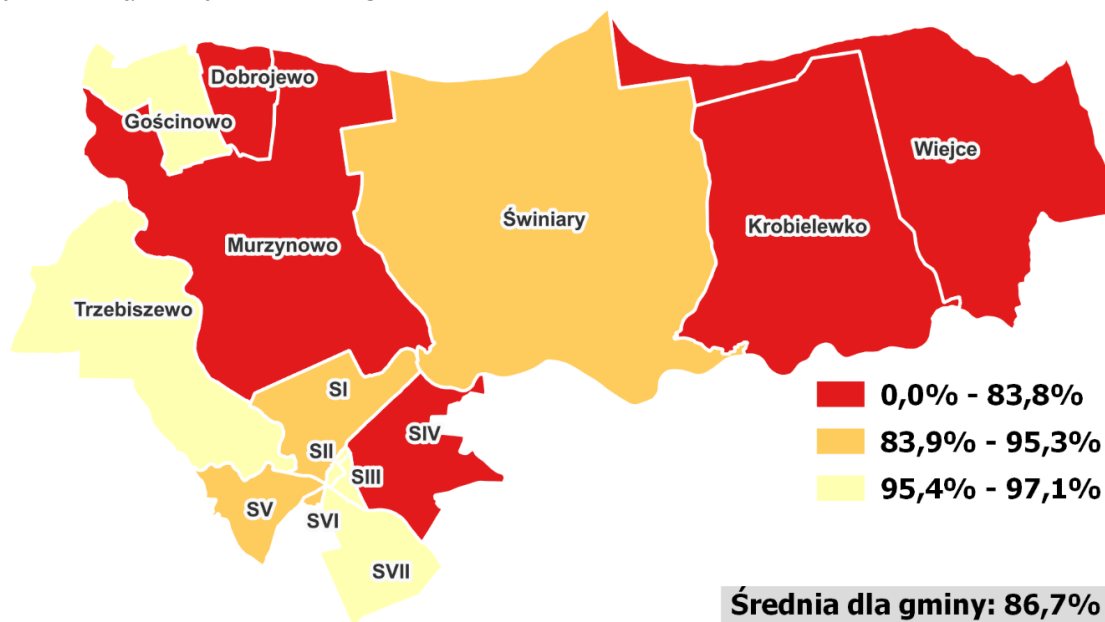 Dobrojewo
Gościnowo
Wiejce
Świniary
Krobielewko
Murzynowo
Trzebiszewo
SI
0,0% - 83,8%
SIV
83,9% - 95,3%
SII
SIII
95,4% - 97,1%
SV
SVI
SVII
Średnia dla gminy: 86,7%